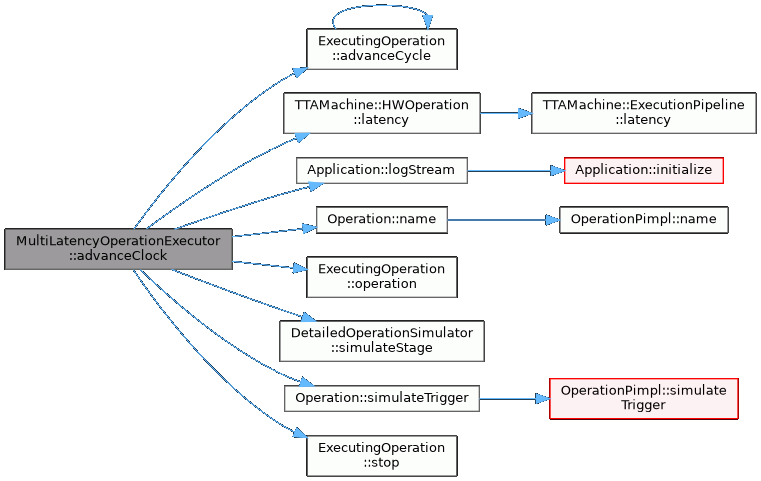 ExecutingOperation
::advanceCycle
TTAMachine::HWOperation
::latency
TTAMachine::ExecutionPipeline
::latency
Application::logStream
Application::initialize
Operation::name
OperationPimpl::name
MultiLatencyOperationExecutor
::advanceClock
ExecutingOperation
::operation
DetailedOperationSimulator
::simulateStage
Operation::simulateTrigger
OperationPimpl::simulate
Trigger
ExecutingOperation
::stop